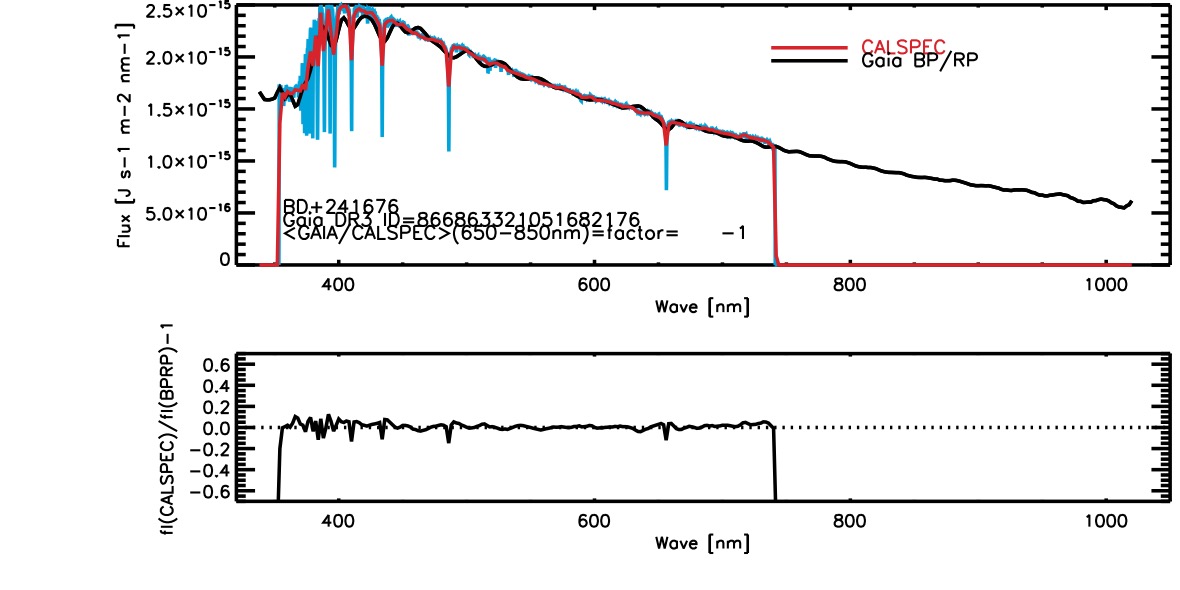 2.5×10−15
2.0×10−15
1.5×10−15
1.0×10−15
5.0×10−16
0
Flux [J s−1 m−2 nm−1]
CALSPEC
Gaia BP/RP
BD+241676
Gaia DR3 ID=866863321051682176
<GAIA/CALSPEC>(650−850nm)=factor= −1
400 600 800 1000
Wave [nm]
0.6
0.4
0.2
0.0
−0.2
−0.4
−0.6
fl(CALSPEC)/fl(BPRP)−1
400 600 800 1000
Wave [nm]